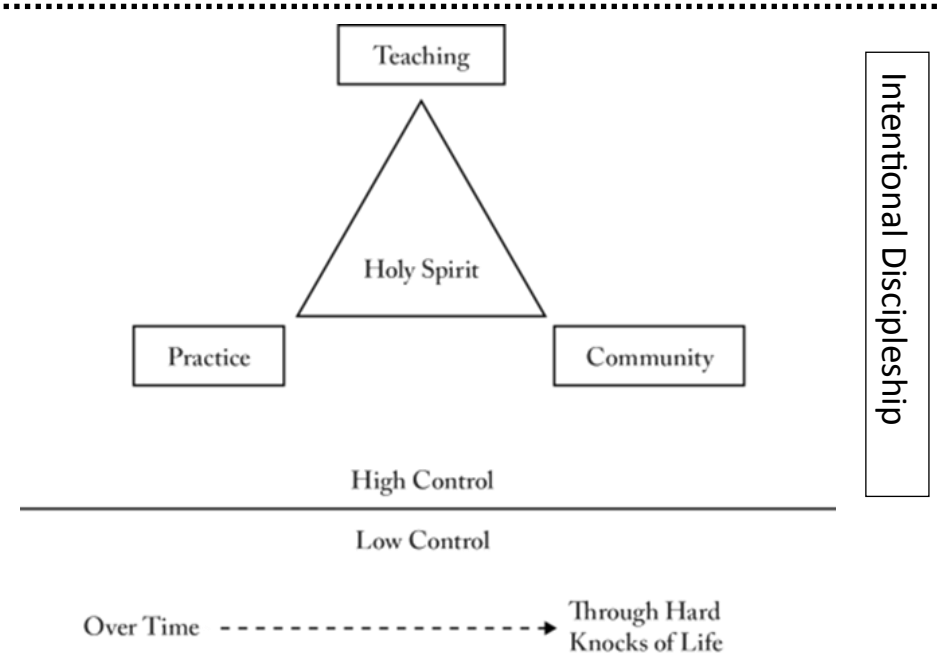 Teaching
Holy Spirit
Practice
Community
Intentional Discipleship
High Control
Low Control
Over Time
Through Hard
Knocks of Life